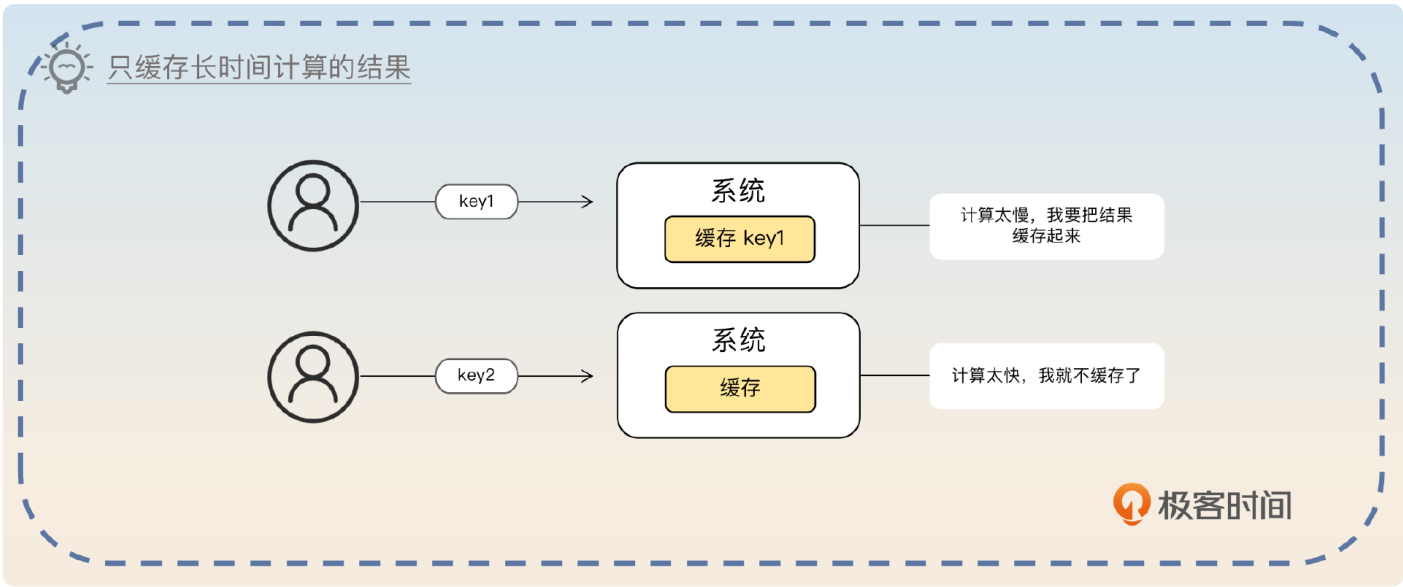 只缓存长时间计算的结果
key1
系统
缓存 key1
计算太慢，我要把结果
缓存起来
key2
系统
缓存
计算太快，我就不缓存了
极客时间